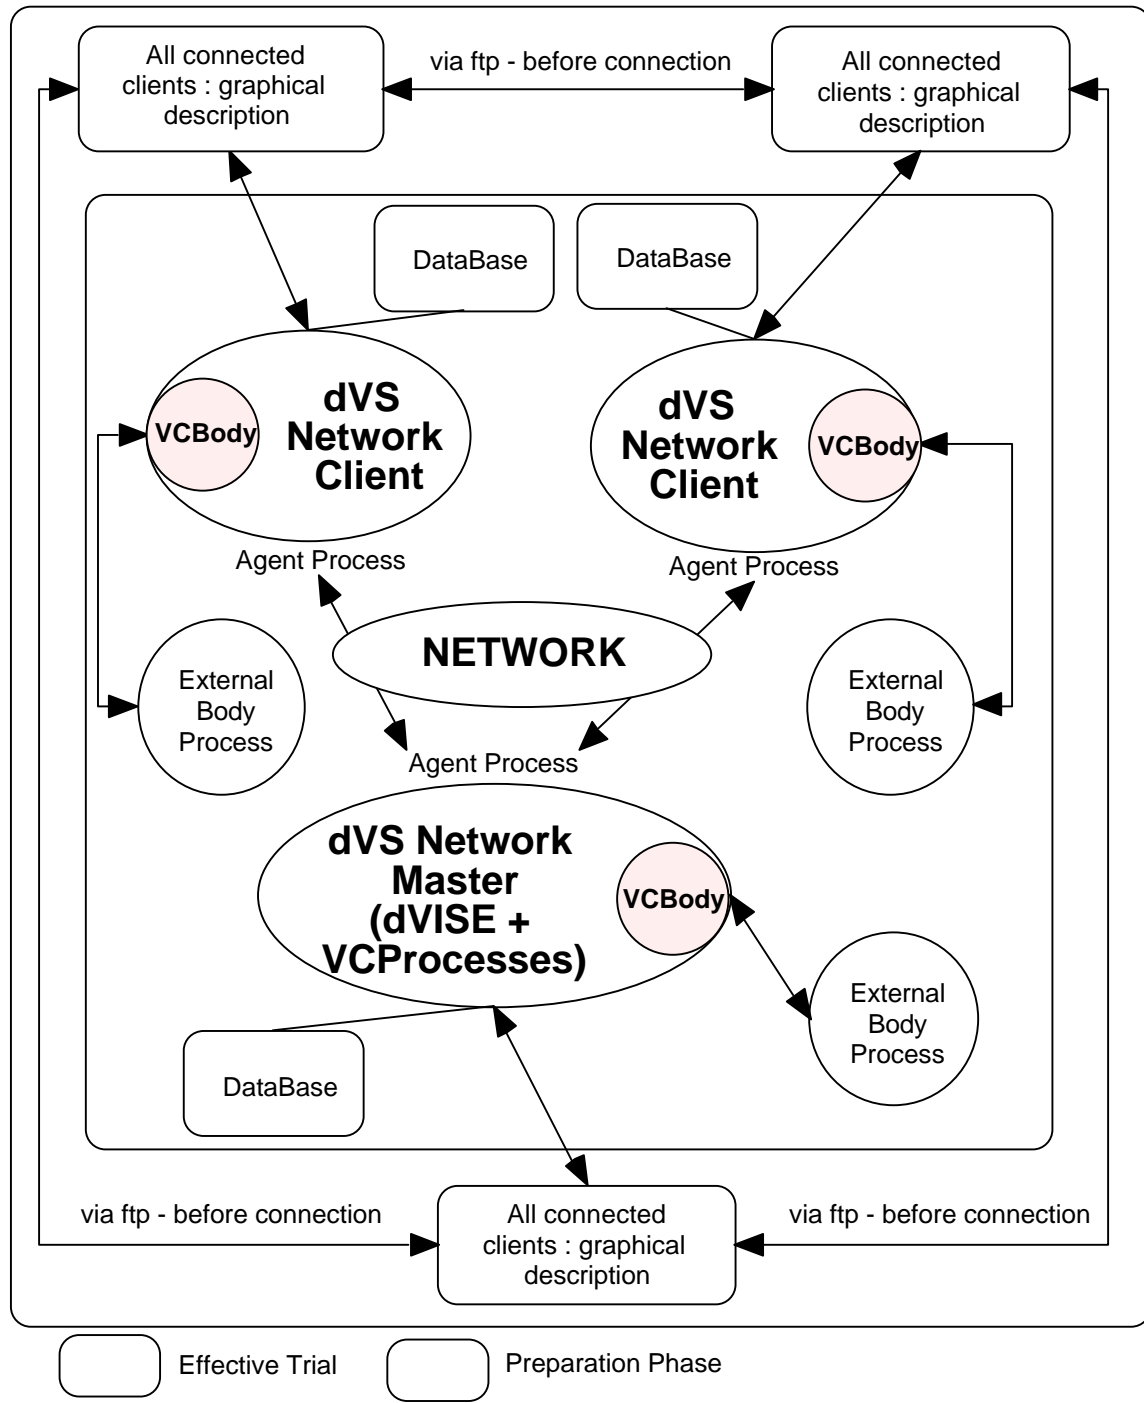 All connected
clients : graphical
description
via ftp - before connection
All connected
clients : graphical
description
DataBase
DataBase
dVS
Network
Client
VCBody
dVS
Network
Client
VCBody
Agent Process
Agent Process
NETWORK
External
Body
Process
External
Body
Process
Agent Process
dVS Network
Master
(dVISE +
VCProcesses)
VCBody
External
Body
Process
DataBase
via ftp - before connection
All connected
clients : graphical
description
via ftp - before connection
Effective Trial
Preparation Phase